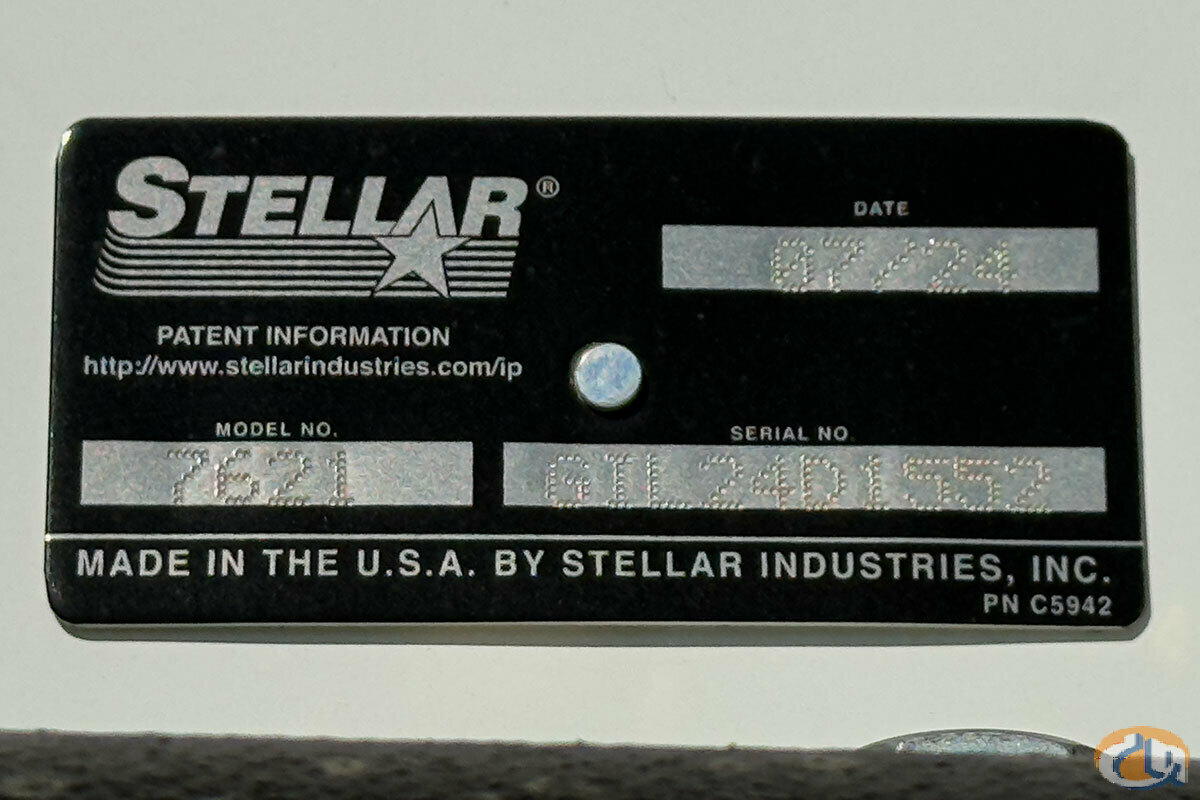 STELLAR®
DATE
07/24
PATENT INFORMATION
http://www.stellarindustries.com/ip
MODEL NO.
7621
SERIAL NO.
GIL24D1552
MADE IN THE U.S.A. BY STELLAR INDUSTRIES, INC.
PN C5942